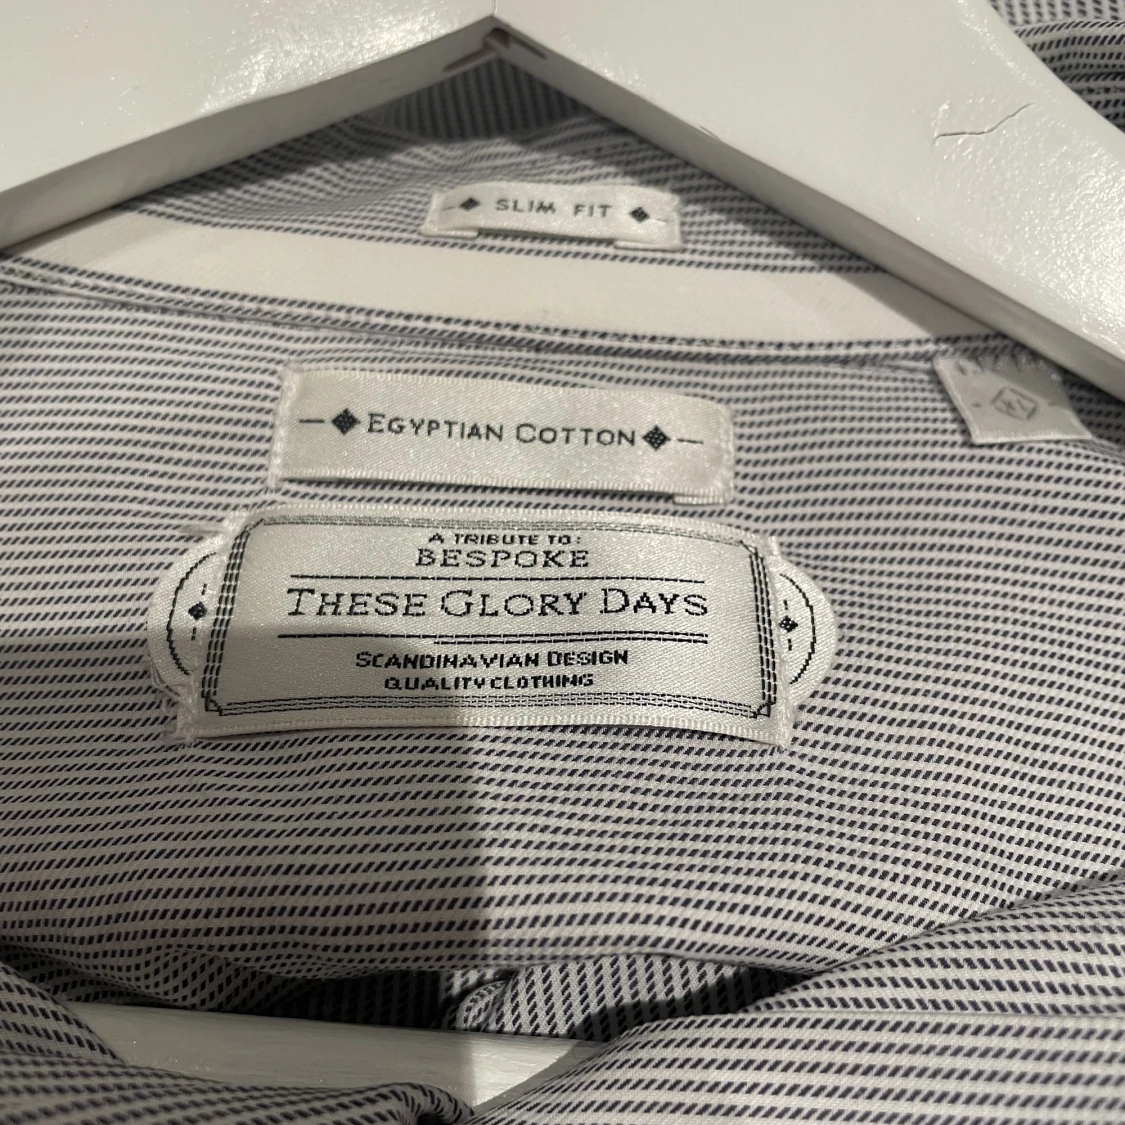 SLIM FIT
EGYPTIAN COTTON
A TRIBUTE TO:
BESPOKE
THESE GLORY DAYS
SCANDINAVIAN DESIGN
QUALITY CLOTHING